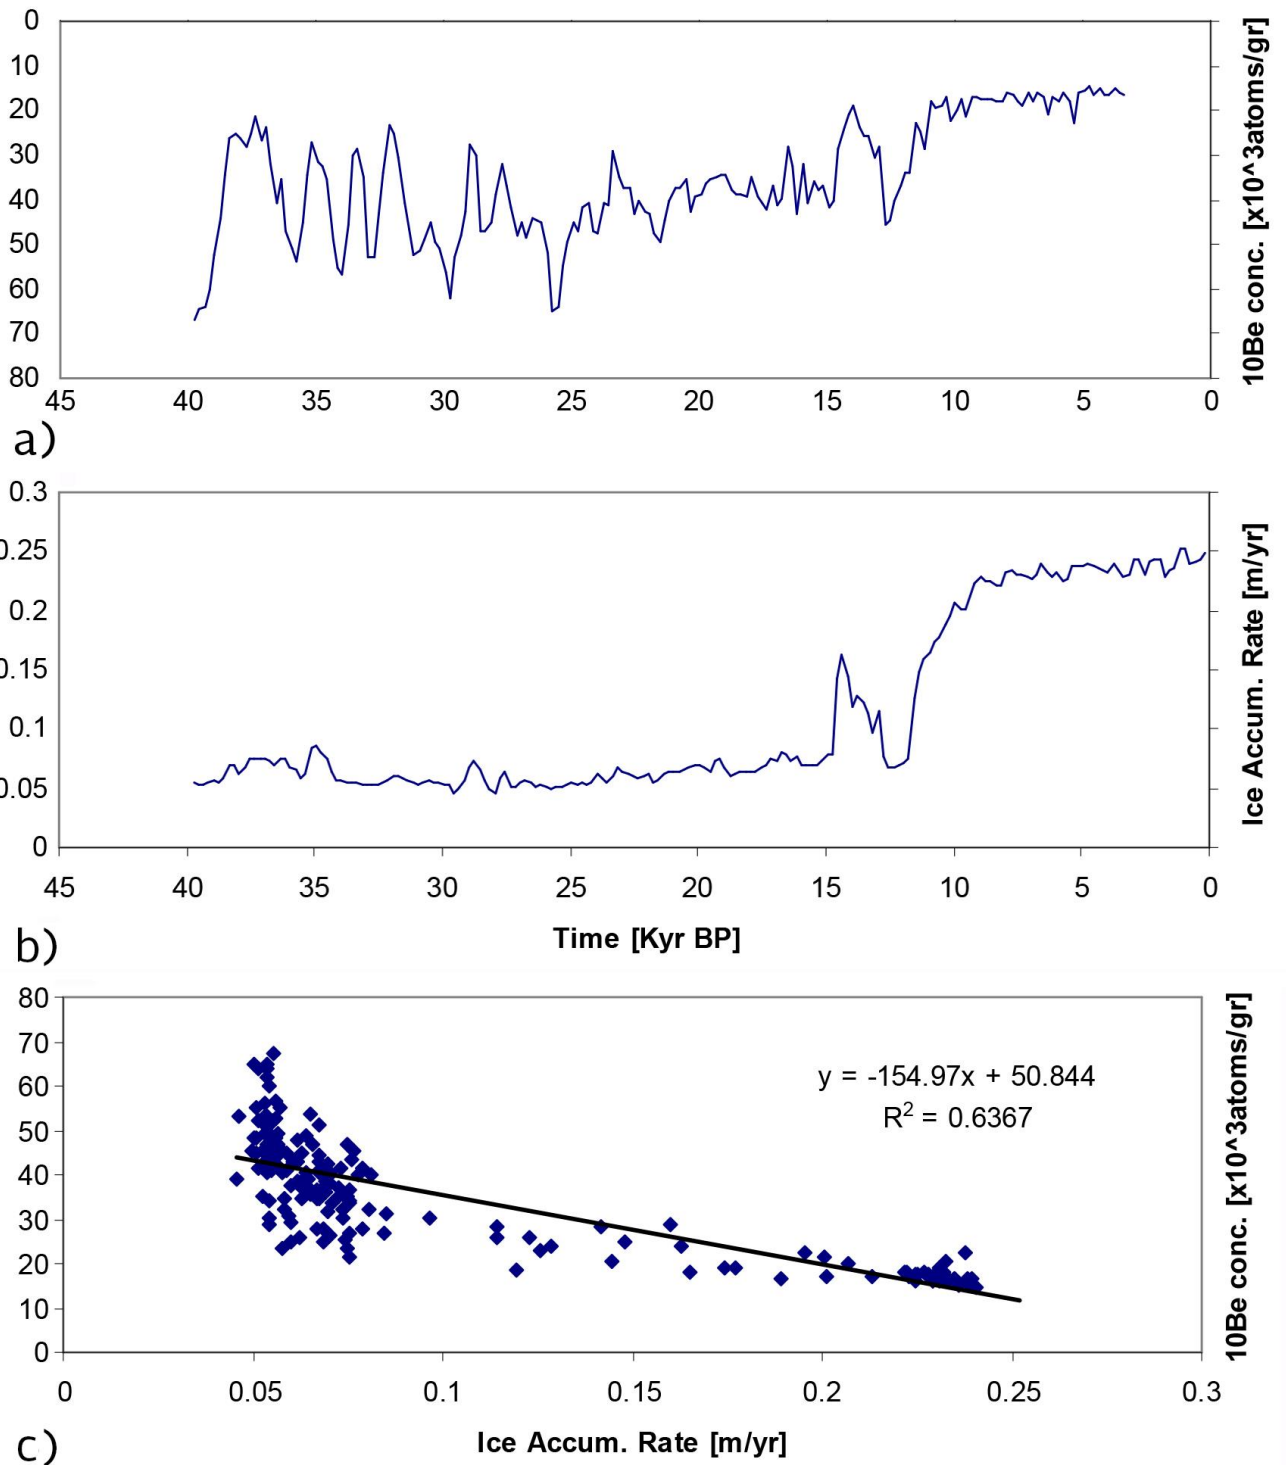 0
10
20
30
40
50
60
70
80
45 40 35 30 25 20 15 10 5 0
10Be conc. [x10^3atoms/gr]
a)
0.3
0.25
0.2
0.15
0.1
0.05
0
45 40 35 30 25 20 15 10 5 0
Time [Kyr BP]
Ice Accum. Rate [m/yr]
b)
80
70
60
50
40
30
20
10
0
y = -154.97x + 50.844
R² = 0.6367
0 0.05 0.1 0.15 0.2 0.25 0.3
Ice Accum. Rate [m/yr]
10Be conc. [x10^3atoms/gr]
c)